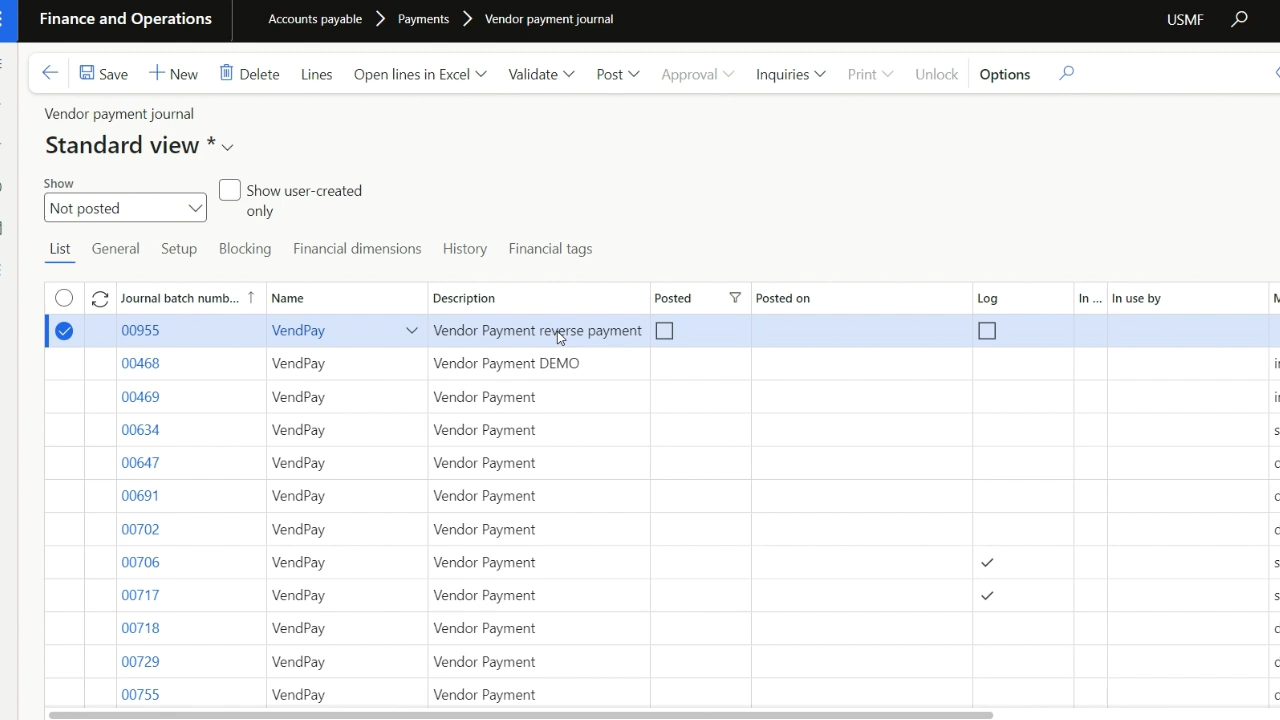 Finance and Operations Accounts payable Payments Vendor payment journal USMF
Save New Delete Lines Open lines in Excel Validate Post Approval Inquiries Print Unlock Options
Vendor payment journal
Standard view *
Show
Not posted
Show user-created
only
List General Setup Blocking Financial dimensions History Financial tags
Journal batch numb... Name Description Posted Posted on Log In ... In use by
00955 VendPay Vendor Payment reverse payment
00468 VendPay Vendor Payment DEMO
00469 VendPay Vendor Payment
00634 VendPay Vendor Payment
00647 VendPay Vendor Payment
00691 VendPay Vendor Payment
00702 VendPay Vendor Payment
00706 VendPay Vendor Payment
00717 VendPay Vendor Payment
00718 VendPay Vendor Payment
00729 VendPay Vendor Payment
00755 VendPay Vendor Payment